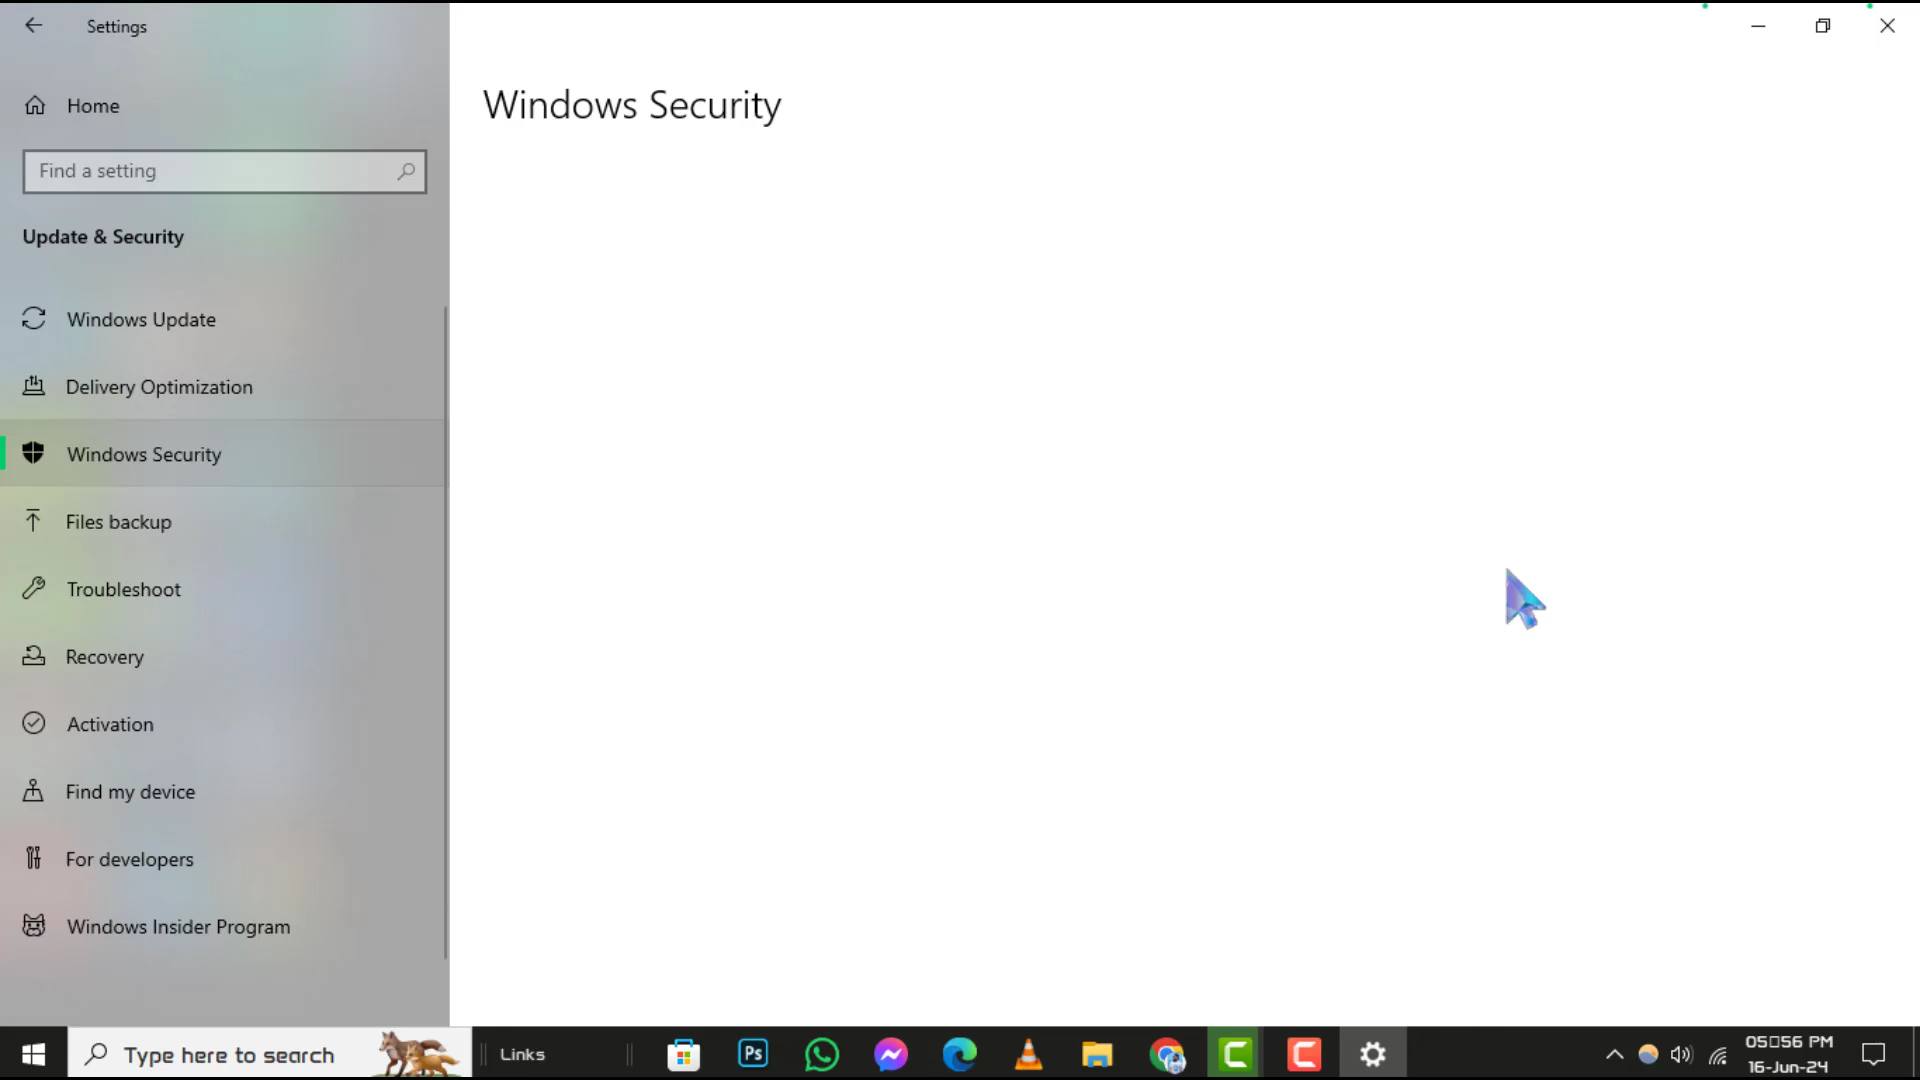 Settings
Home
Find a setting
Update & Security
Windows Update
Delivery Optimization
Windows Security
Files backup
Troubleshoot
Recovery
Activation
Find my device
For developers
Windows Insider Program
Windows Security
Type here to search
Links
Ps
05▯56 PM
16-Jun-24